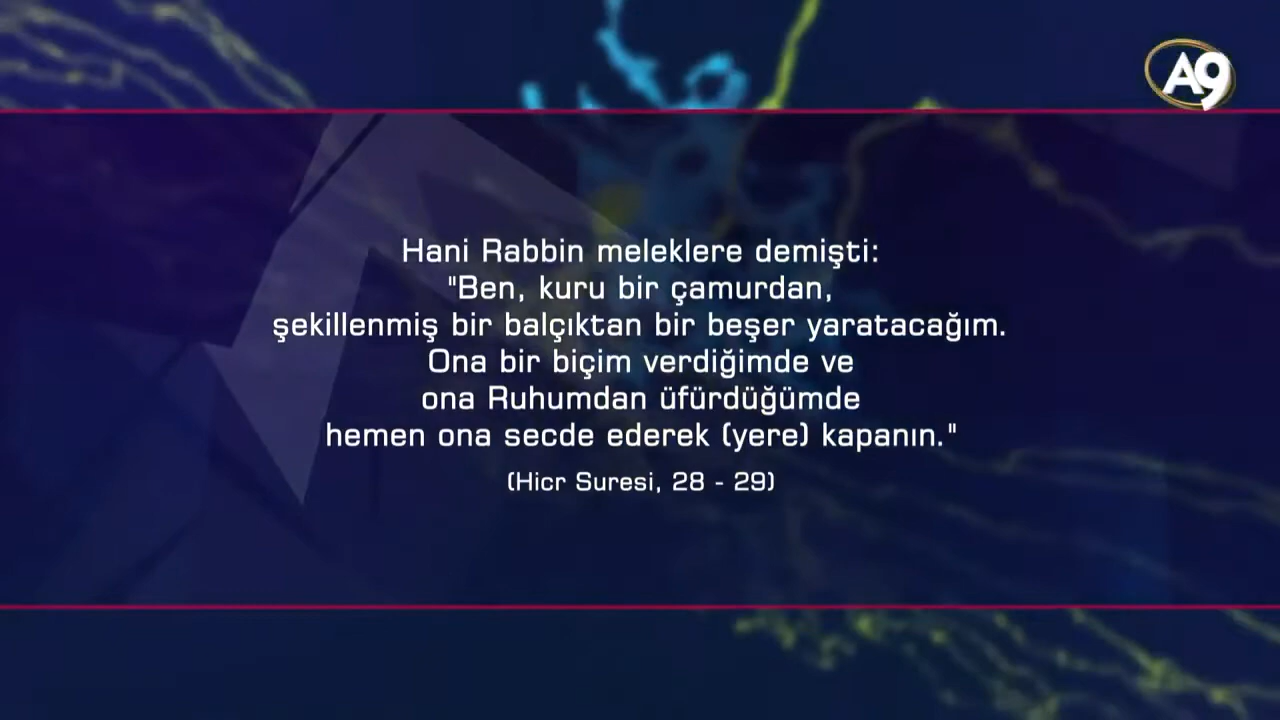 A9
Hani Rabbin meleklere demişti:
"Ben, kuru bir çamurdan,
şekillenmiş bir balçıktan bir beşer yaratacağım.
Ona bir biçim verdiğimde ve
ona Ruhumdan üfürdüğümde
hemen ona secde ederek (yere) kapanın."
(Hicr Suresi, 28 - 29)